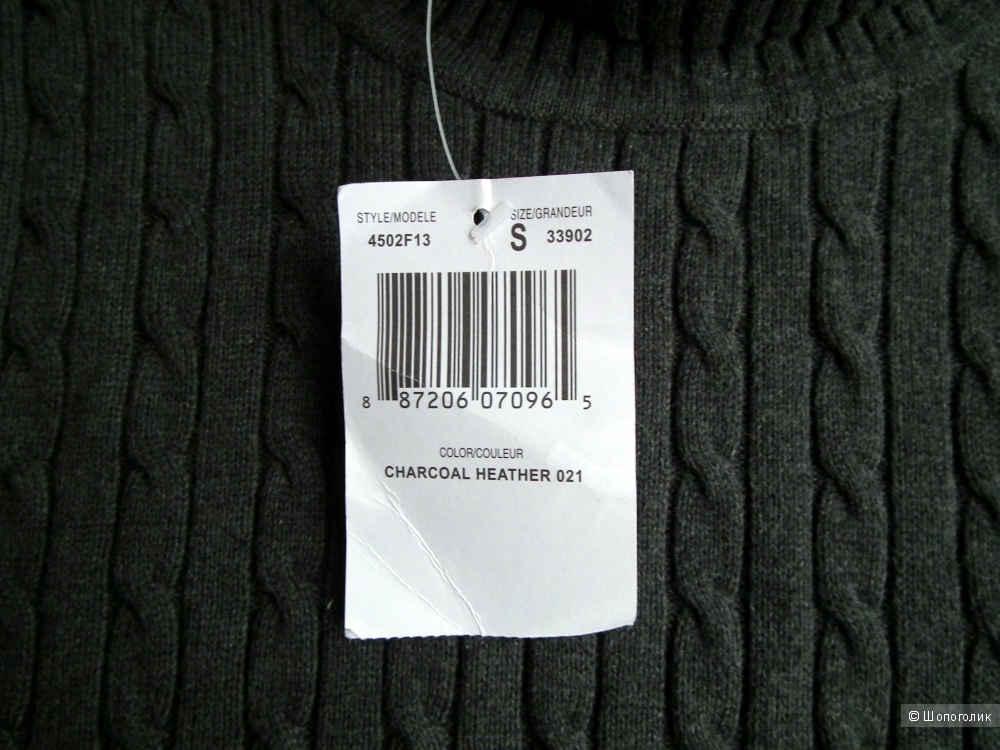 STYLE/MODELE
4502F13
SIZE/GRANDEUR
S 33902
8 87206 07096 5
COLOR/COULEUR
CHARCOAL HEATHER 021
© Шопоголик